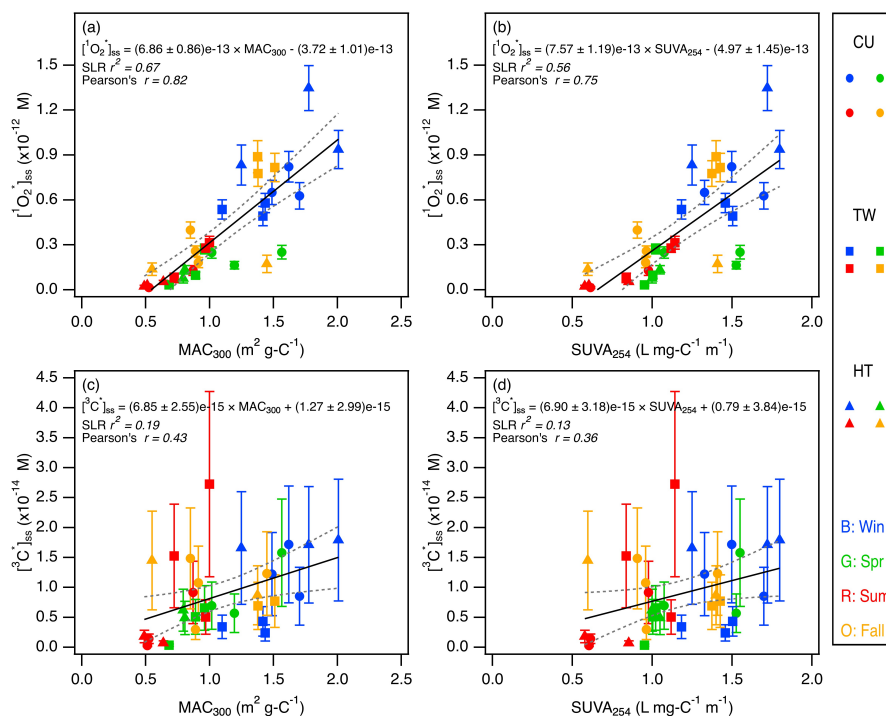 (a)
[¹O₂*]ss = (6.86 ± 0.86)e-13 × MAC₃₀₀ - (3.72 ± 1.01)e-13
SLR r² = 0.67
Pearson's r = 0.82
1.5
1.2
0.9
0.6
0.3
0.0
[¹O₂*]ss (x10⁻¹² M)
0.0 0.5 1.0 1.5 2.0 2.5
MAC₃₀₀ (m² g-C⁻¹)
(b)
[¹O₂*]ss = (7.57 ± 1.19)e-13 × SUVA₂₅₄ - (4.97 ± 1.45)e-13
SLR r² = 0.56
Pearson's r = 0.75
1.5
1.2
0.9
0.6
0.3
0.0
[¹O₂*]ss (x10⁻¹² M)
0.0 0.5 1.0 1.5 2.0
SUVA₂₅₄ (L mg-C⁻¹ m⁻¹)
(c)
[³C*]ss = (6.85 ± 2.55)e-15 × MAC₃₀₀ + (1.27 ± 2.99)e-15
SLR r² = 0.19
Pearson's r = 0.43
4.5
4.0
3.5
3.0
2.5
2.0
1.5
1.0
0.5
0.0
[³C*]ss (x10⁻¹⁴ M)
0.0 0.5 1.0 1.5 2.0 2.5
MAC₃₀₀ (m² g-C⁻¹)
(d)
[³C*]ss = (6.90 ± 3.18)e-15 × SUVA₂₅₄ + (0.79 ± 3.84)e-15
SLR r² = 0.13
Pearson's r = 0.36
4.5
4.0
3.5
3.0
2.5
2.0
1.5
1.0
0.5
0.0
[³C*]ss (x10⁻¹⁴ M)
0.0 0.5 1.0 1.5 2.0
SUVA₂₅₄ (L mg-C⁻¹ m⁻¹)
CU
TW
HT
B: Win
G: Spr
R: Sum
O: Fall